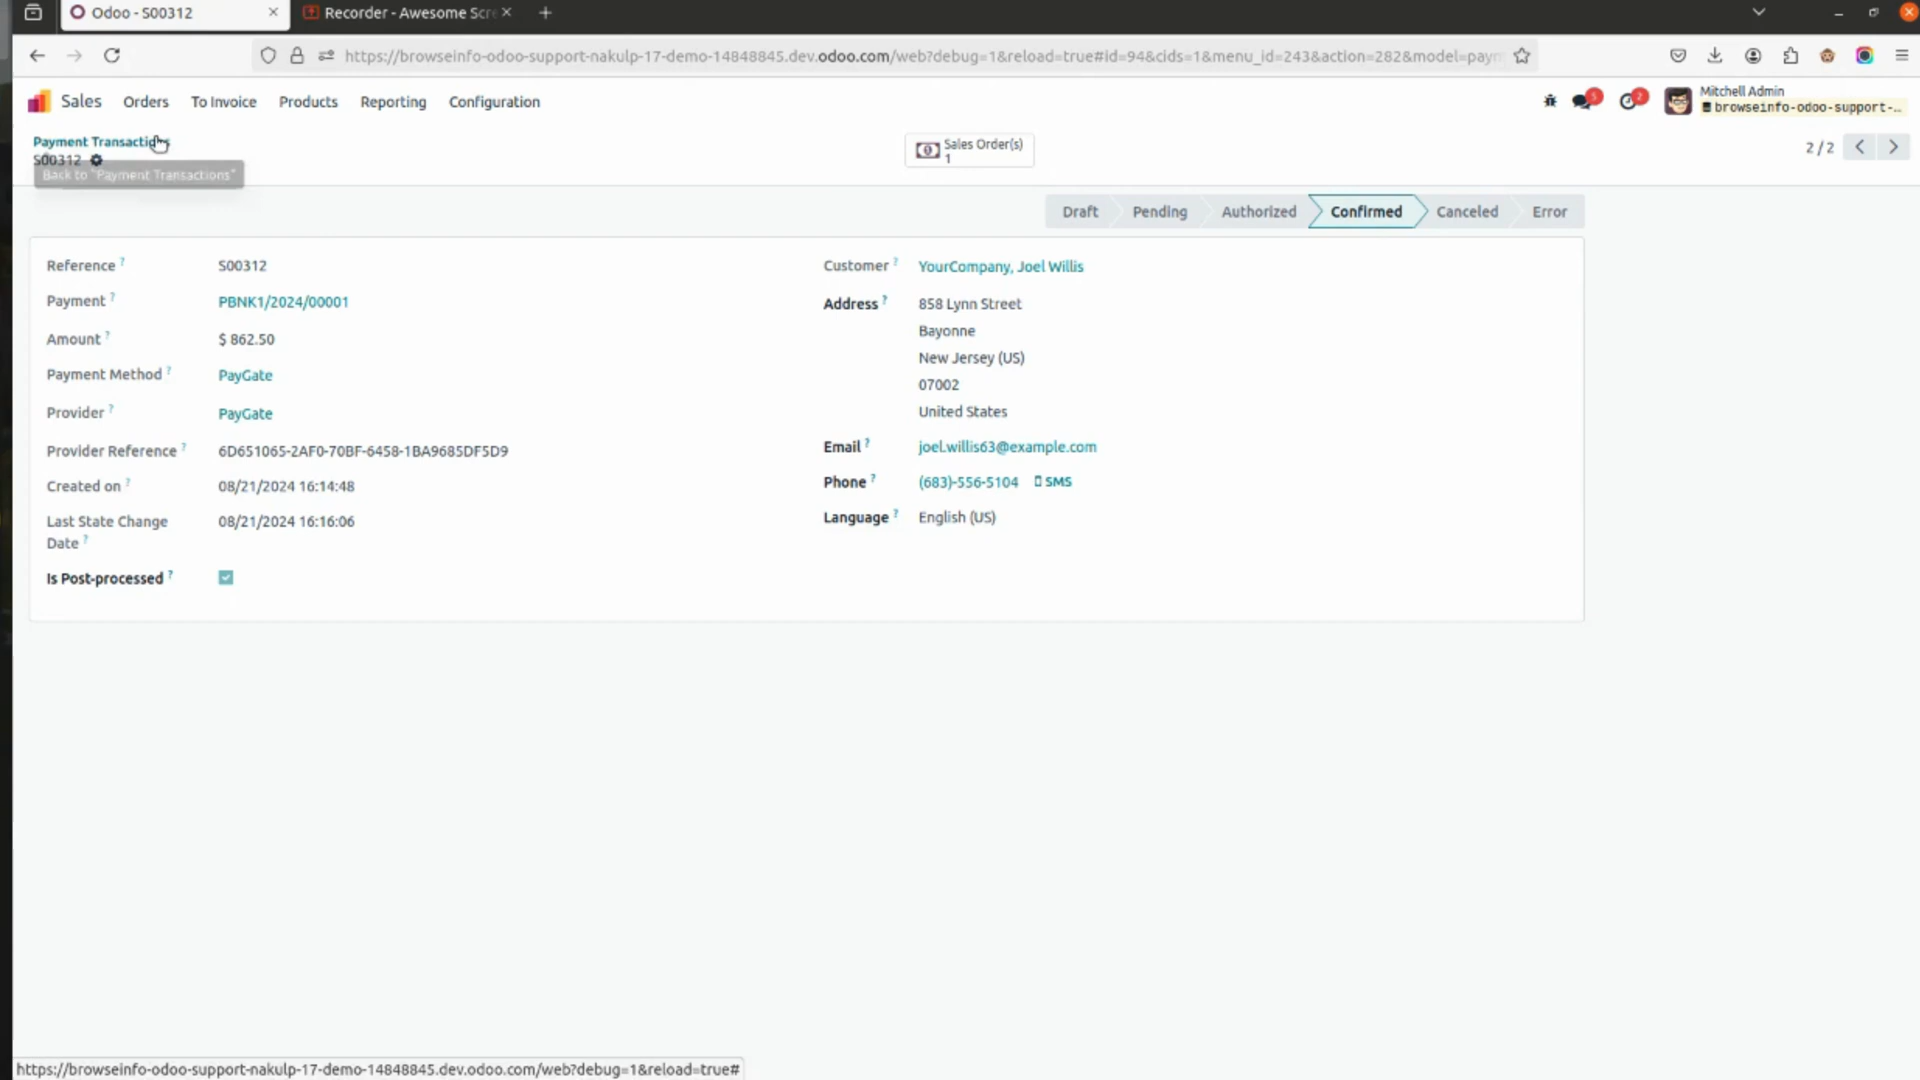 Odoo - S00312
Recorder - Awesome Scre
https://browseinfo-odoo-support-nakulp-17-demo-14848845.dev.odoo.com/web?debug=1&reload=true#id=94&cids=1&menu_id=243&action=282&model=paym
Sales Orders To Invoice Products Reporting Configuration
5
2
Mitchell Admin
browseinfo-odoo-support-...
Payment Transactions
S00312
Back to "Payment Transactions"
Sales Order(s)
1
2 / 2
Draft Pending Authorized Confirmed Canceled Error
Reference ? S00312
Payment ? PBNK1/2024/00001
Amount ? $ 862.50
Payment Method ? PayGate
Provider ? PayGate
Provider Reference ? 6D651065-2AF0-70BF-6458-1BA9685DF5D9
Created on ? 08/21/2024 16:14:48
Last State Change Date ? 08/21/2024 16:16:06
Is Post-processed ?
Customer ? YourCompany, Joel Willis
Address ? 858 Lynn Street
Bayonne
New Jersey (US)
07002
United States
Email ? joel.willis63@example.com
Phone ? (683)-556-5104 SMS
Language ? English (US)
https://browseinfo-odoo-support-nakulp-17-demo-14848845.dev.odoo.com/web?debug=1&reload=true#